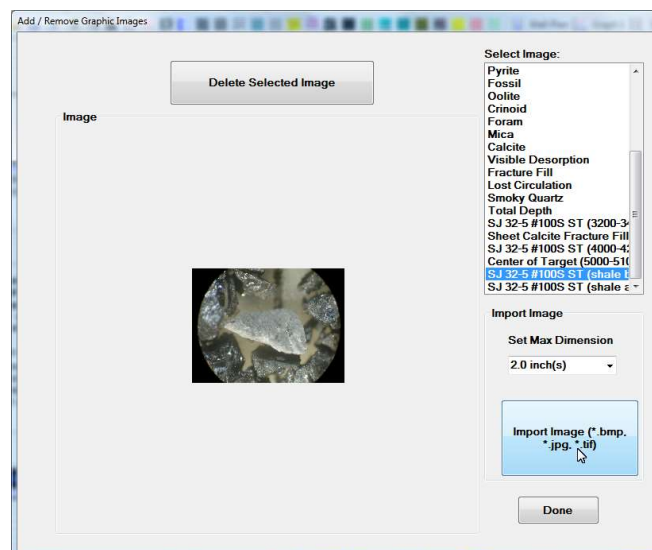 Add / Remove Graphic Images
Delete Selected Image
Image
Select Image:
Pyrite
Fossil
Oolite
Crinoid
Foram
Mica
Calcite
Visible Desorption
Fracture Fill
Lost Circulation
Smoky Quartz
Total Depth
SJ 32-5 #100S ST (3200-34
Sheet Calcite Fracture Fill
SJ 32-5 #100S ST (4000-42
Center of Target (5000-510
SJ 32-5 #100S ST (shale b
SJ 32-5 #100S ST (shale a
Import Image
Set Max Dimension
2.0 inch(s)
Import Image (*.bmp,
*.jpg, *.tif)
Done